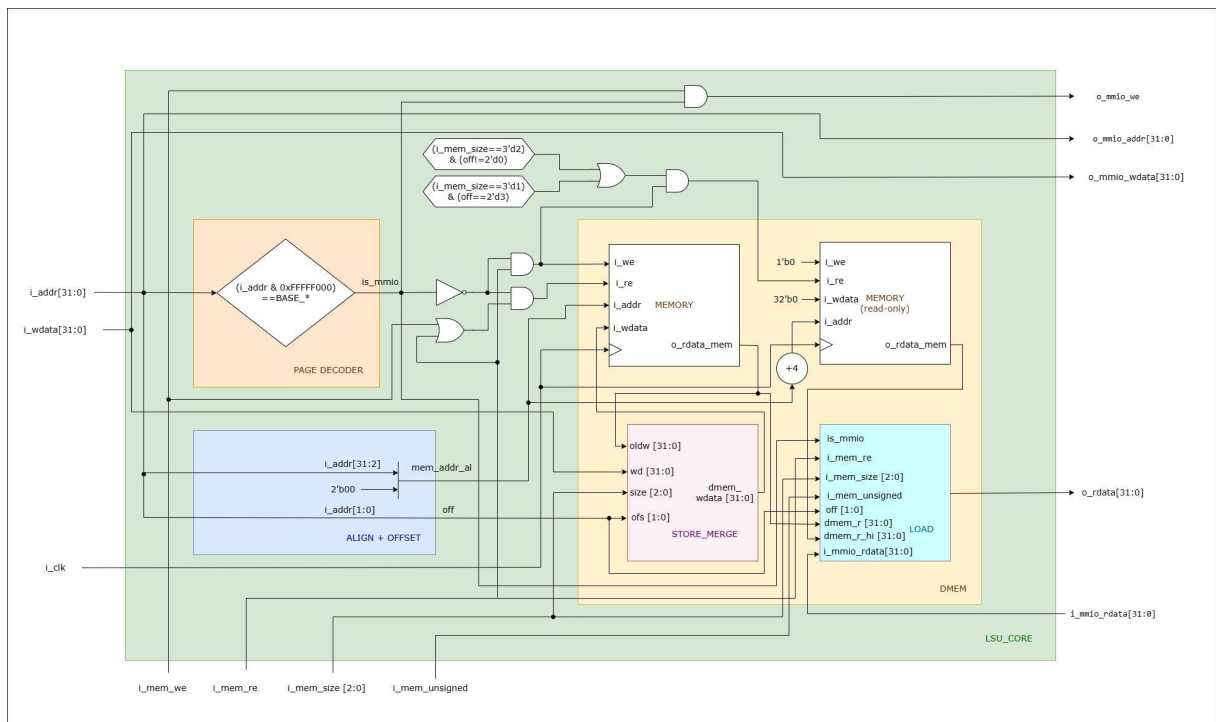 o_mmio_we
o_mmio_addr[31:0]
o_mmio_wdata[31:0]
(i_mem_size==3'd2)
& (off!=2'd0)
(i_mem_size==3'd1)
& (off==2'd3)
i_addr[31:0]
i_wdata[31:0]
(i_addr & 0xFFFFF000)
==BASE_*
is_mmio
PAGE DECODER
i_we
i_re
i_addr
i_wdata
MEMORY
o_rdata_mem
1'b0
i_we
i_re
32'b0
i_wdata
MEMORY
(read-only)
i_addr
o_rdata_mem
+4
i_addr[31:2]
mem_addr_al
2'b00
i_addr[1:0]
off
ALIGN + OFFSET
oldw [31:0]
wd [31:0]
size [2:0]
ofs [1:0]
dmem_
wdata [31:0]
STORE_MERGE
is_mmio
i_mem_re
i_mem_size [2:0]
i_mem_unsigned
off [1:0]
dmem_r [31:0]
dmem_r_hi [31:0]
i_mmio_rdata[31:0]
LOAD
o_rdata[31:0]
i_clk
DMEM
i_mmio_rdata[31:0]
LSU_CORE
i_mem_we
i_mem_re
i_mem_size [2:0]
i_mem_unsigned